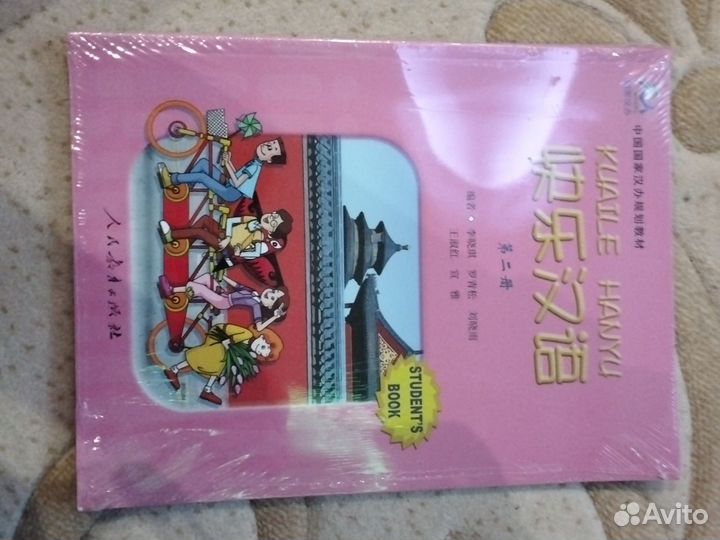 中国国家汉办规划教材
KUAILE HANYU
快乐汉语
第二册
编者 • 李晓琪 罗青松 刘晓雨
王淑红 宣雅
STUDENT'S
BOOK
人民教育出版社
Avito